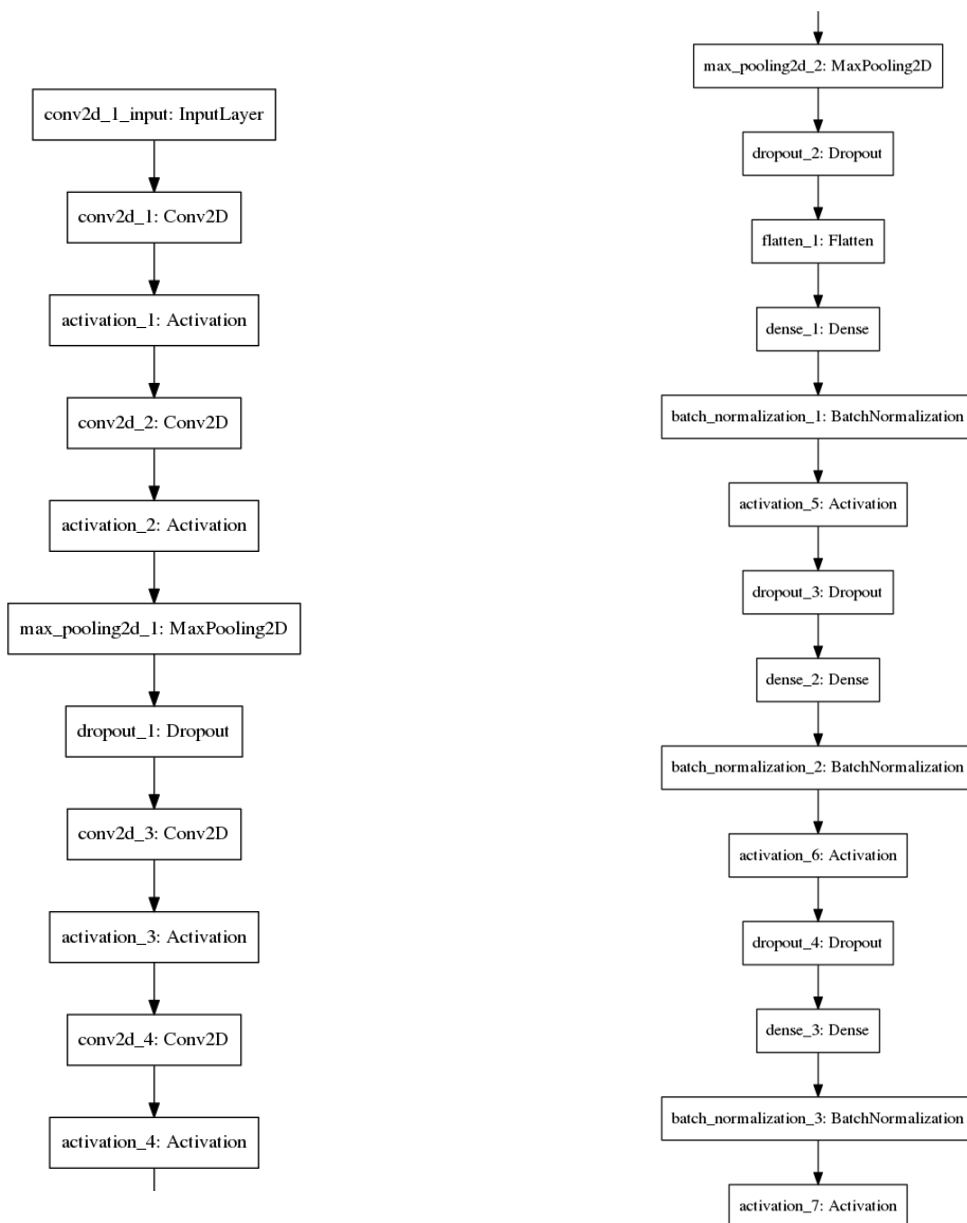 conv2d_1_input: InputLayer
conv2d_1: Conv2D
activation_1: Activation
conv2d_2: Conv2D
activation_2: Activation
max_pooling2d_1: MaxPooling2D
dropout_1: Dropout
conv2d_3: Conv2D
activation_3: Activation
conv2d_4: Conv2D
activation_4: Activation
max_pooling2d_2: MaxPooling2D
dropout_2: Dropout
flatten_1: Flatten
dense_1: Dense
batch_normalization_1: BatchNormalization
activation_5: Activation
dropout_3: Dropout
dense_2: Dense
batch_normalization_2: BatchNormalization
activation_6: Activation
dropout_4: Dropout
dense_3: Dense
batch_normalization_3: BatchNormalization
activation_7: Activation